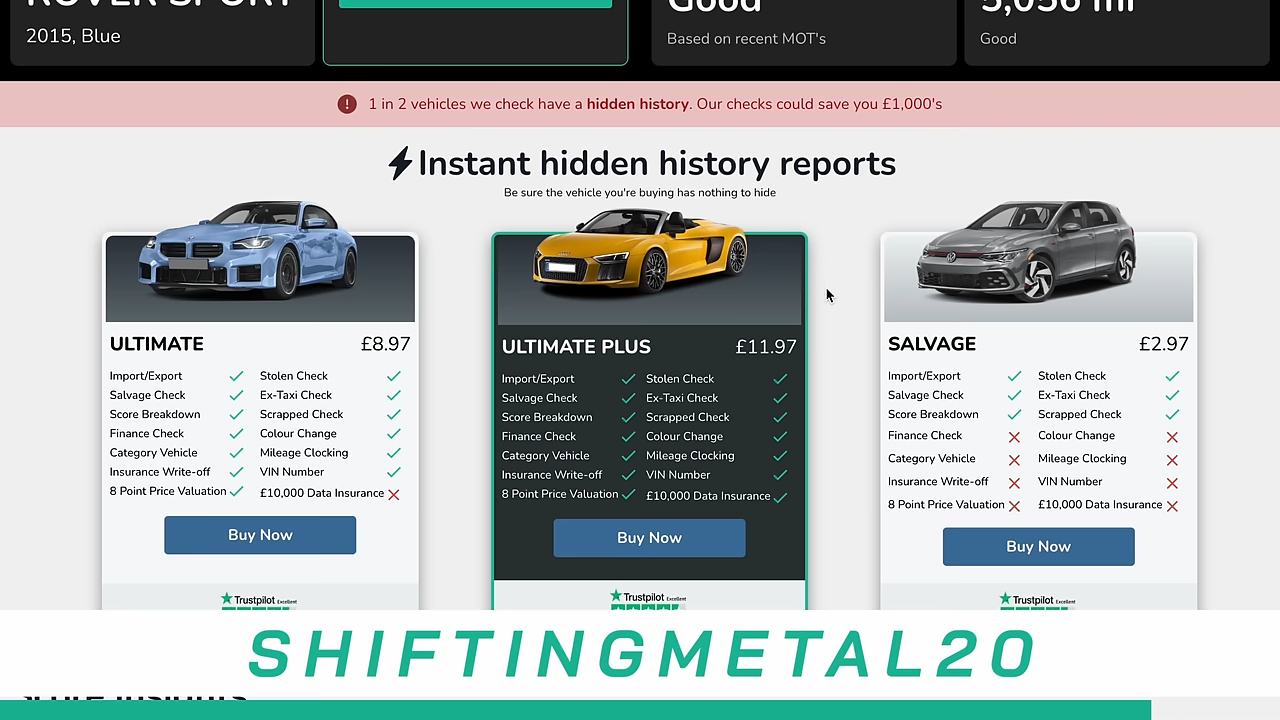 ROVER SPORT
2015, Blue
Good
Based on recent MOT's
5,056 mi
Good
1 in 2 vehicles we check have a hidden history. Our checks could save you £1,000's
Instant hidden history reports
Be sure the vehicle you're buying has nothing to hide
ULTIMATE £8.97
Import/Export Stolen Check
Salvage Check Ex-Taxi Check
Score Breakdown Scrapped Check
Finance Check Colour Change
Category Vehicle Mileage Clocking
Insurance Write-off VIN Number
8 Point Price Valuation £10,000 Data Insurance
Buy Now
Trustpilot Excellent
ULTIMATE PLUS £11.97
Import/Export Stolen Check
Salvage Check Ex-Taxi Check
Score Breakdown Scrapped Check
Finance Check Colour Change
Category Vehicle Mileage Clocking
Insurance Write-off VIN Number
8 Point Price Valuation £10,000 Data Insurance
Buy Now
Trustpilot Excellent
SALVAGE £2.97
Import/Export Stolen Check
Salvage Check Ex-Taxi Check
Score Breakdown Scrapped Check
Finance Check Colour Change
Category Vehicle Mileage Clocking
Insurance Write-off VIN Number
8 Point Price Valuation £10,000 Data Insurance
Buy Now
Trustpilot Excellent
SHIFTINGMETAL20